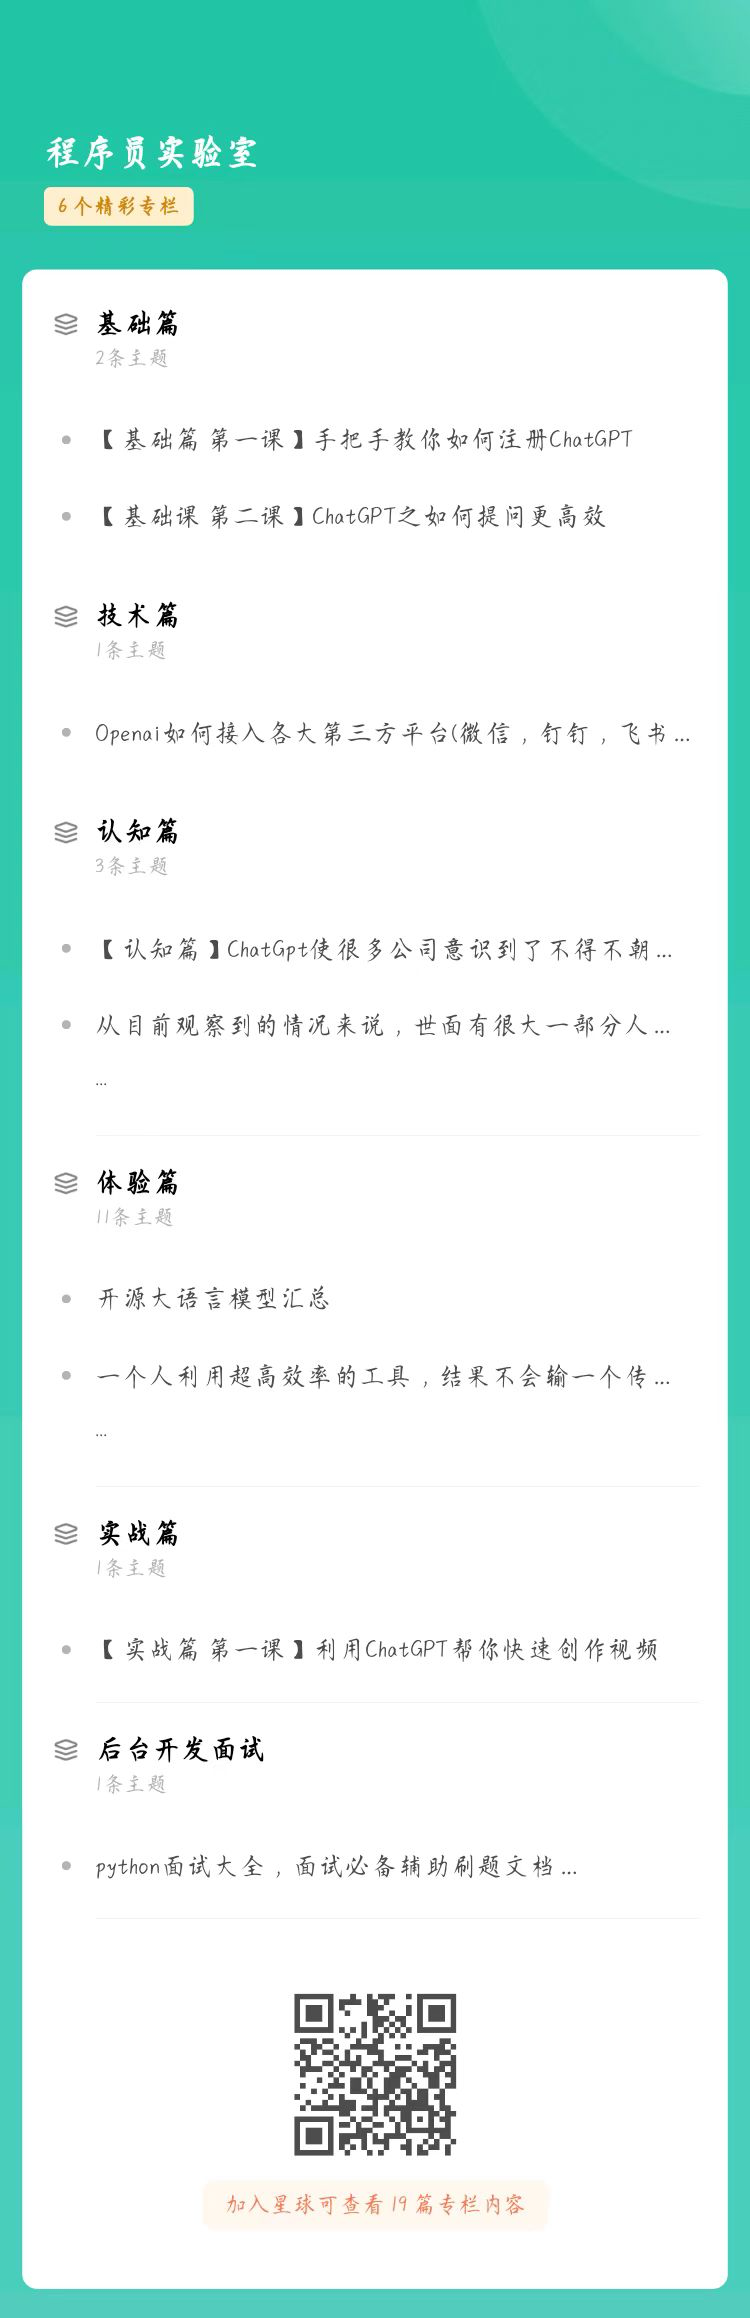 程序员实验室
6个精彩专栏
基础篇
2条主题
【基础篇 第一课】手把手教你如何注册ChatGPT
【基础课 第二课】ChatGPT之如何提问更高效
技术篇
1条主题
Openai如何接入各大第三方平台(微信，钉钉，飞书...
认知篇
3条主题
【认知篇】ChatGpt使很多公司意识到了不得不朝...
从目前观察到的情况来说，世面有很大一部分人...
...
体验篇
11条主题
开源大语言模型汇总
一个人利用超高效率的工具，结果不会输一个传...
...
实战篇
1条主题
【实战篇 第一课】利用ChatGPT帮你快速创作视频
后台开发面试
1条主题
python面试大全，面试必备辅助刷题文档...
加入星球可查看19篇专栏内容